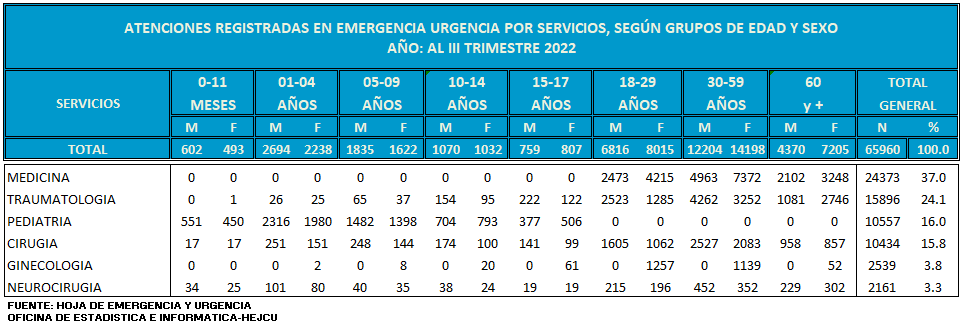 ATENCIONES REGISTRADAS EN EMERGENCIA URGENCIA POR SERVICIOS, SEGÚN GRUPOS DE EDAD Y SEXO
AÑO: AL III TRIMESTRE 2022
SERVICIOS 0-11 MESES 01-04 AÑOS 05-09 AÑOS 10-14 AÑOS 15-17 AÑOS 18-29 AÑOS 30-59 AÑOS 60 y + TOTAL GENERAL
M F M F M F M F M F M F M F M F N %
TOTAL 602 493 2694 2238 1835 1622 1070 1032 759 807 6816 8015 12204 14198 4370 7205 65960 100.0
MEDICINA 0 0 0 0 0 0 0 0 0 0 2473 4215 4963 7372 2102 3248 24373 37.0
TRAUMATOLOGIA 0 1 26 25 65 37 154 95 222 122 2523 1285 4262 3252 1081 2746 15896 24.1
PEDIATRIA 551 450 2316 1980 1482 1398 704 793 377 506 0 0 0 0 0 0 10557 16.0
CIRUGIA 17 17 251 151 248 144 174 100 141 99 1605 1062 2527 2083 958 857 10434 15.8
GINECOLOGIA 0 0 0 2 0 8 0 20 0 61 0 1257 0 1139 0 52 2539 3.8
NEUROCIRUGIA 34 25 101 80 40 35 38 24 19 19 215 196 452 352 229 302 2161 3.3
FUENTE: HOJA DE EMERGENCIA Y URGENCIA
OFICINA DE ESTADISTICA E INFORMATICA-HEJCU